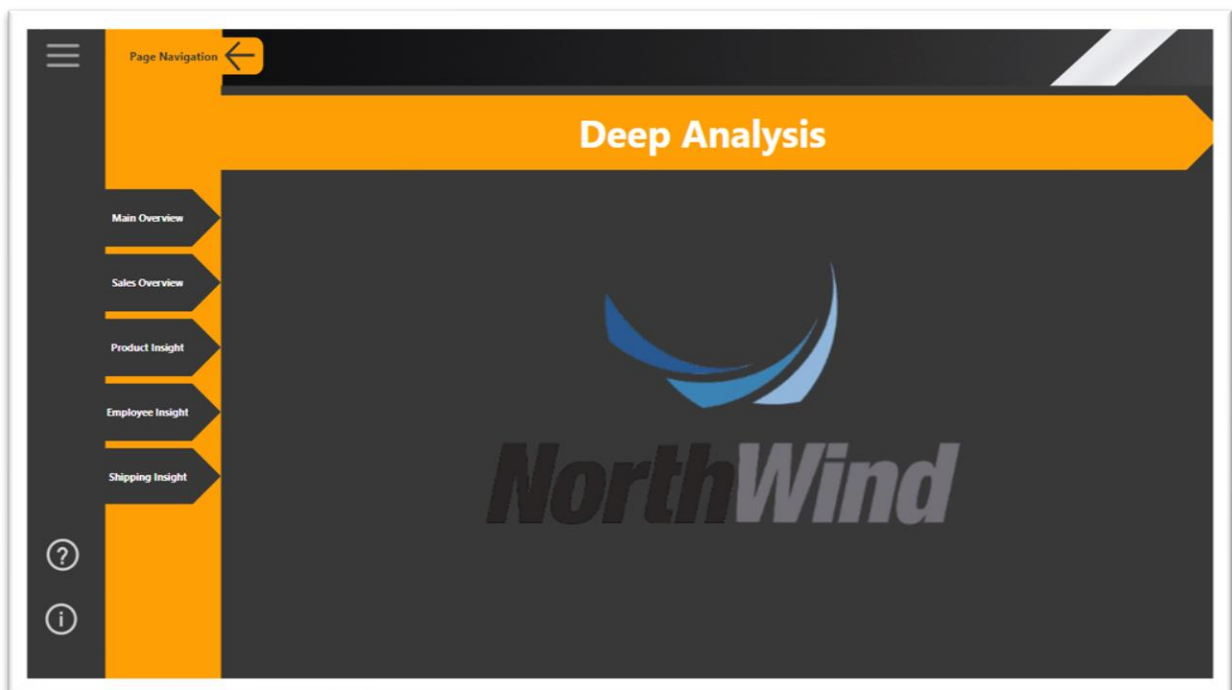 Page Navigation
Deep Analysis
Main Overview
Sales Overview
Product Insight
Employee Insight
Shipping Insight
NorthWind